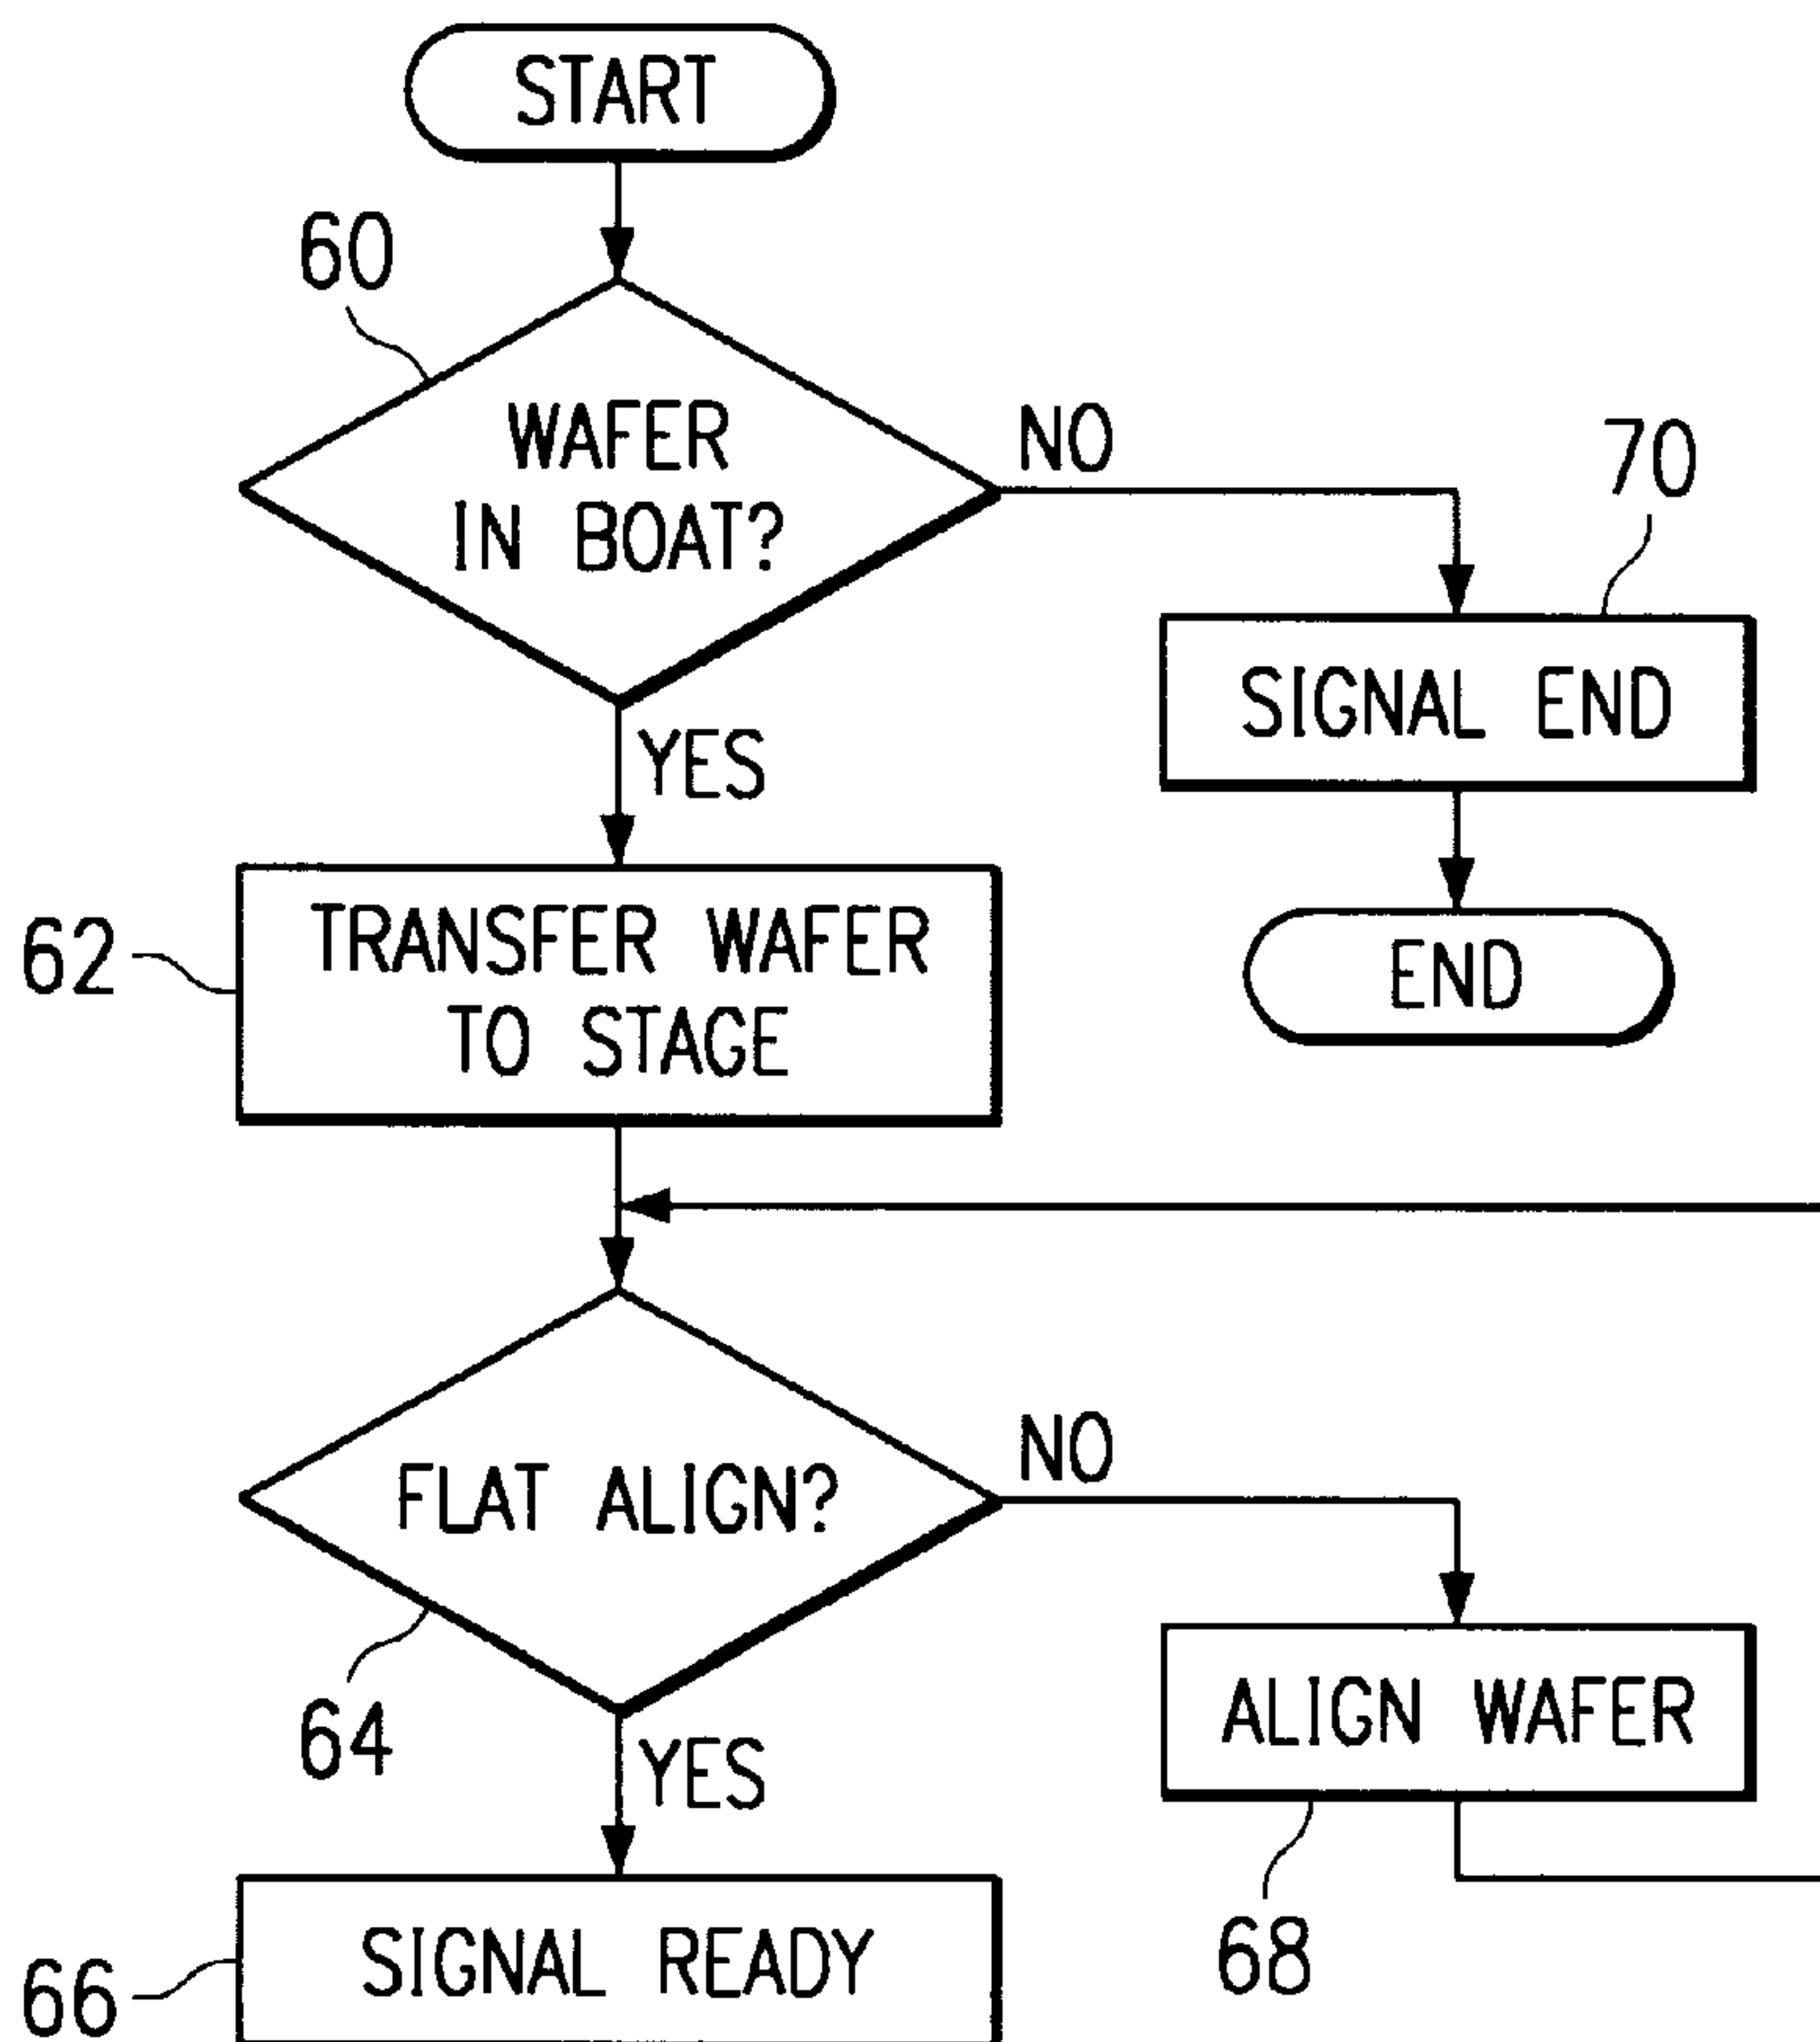 START
60
WAFER
IN BOAT?
NO
70
YES
SIGNAL END
62
TRANSFER WAFER
TO STAGE
END
FLAT ALIGN?
NO
64
YES
ALIGN WAFER
66
SIGNAL READY
68